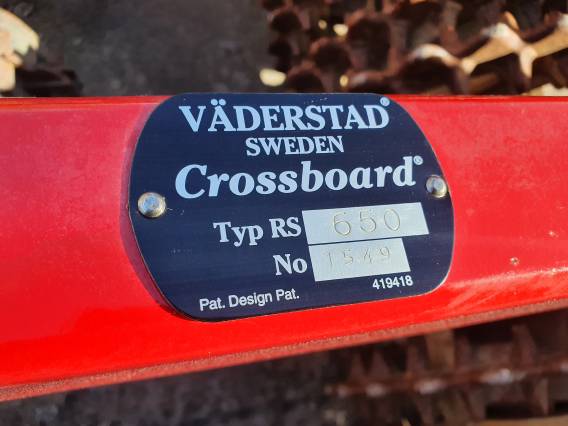 VÄDERSTAD®
SWEDEN
Crossboard®
Typ RS 650
No 1549
419418
Pat. Design Pat.